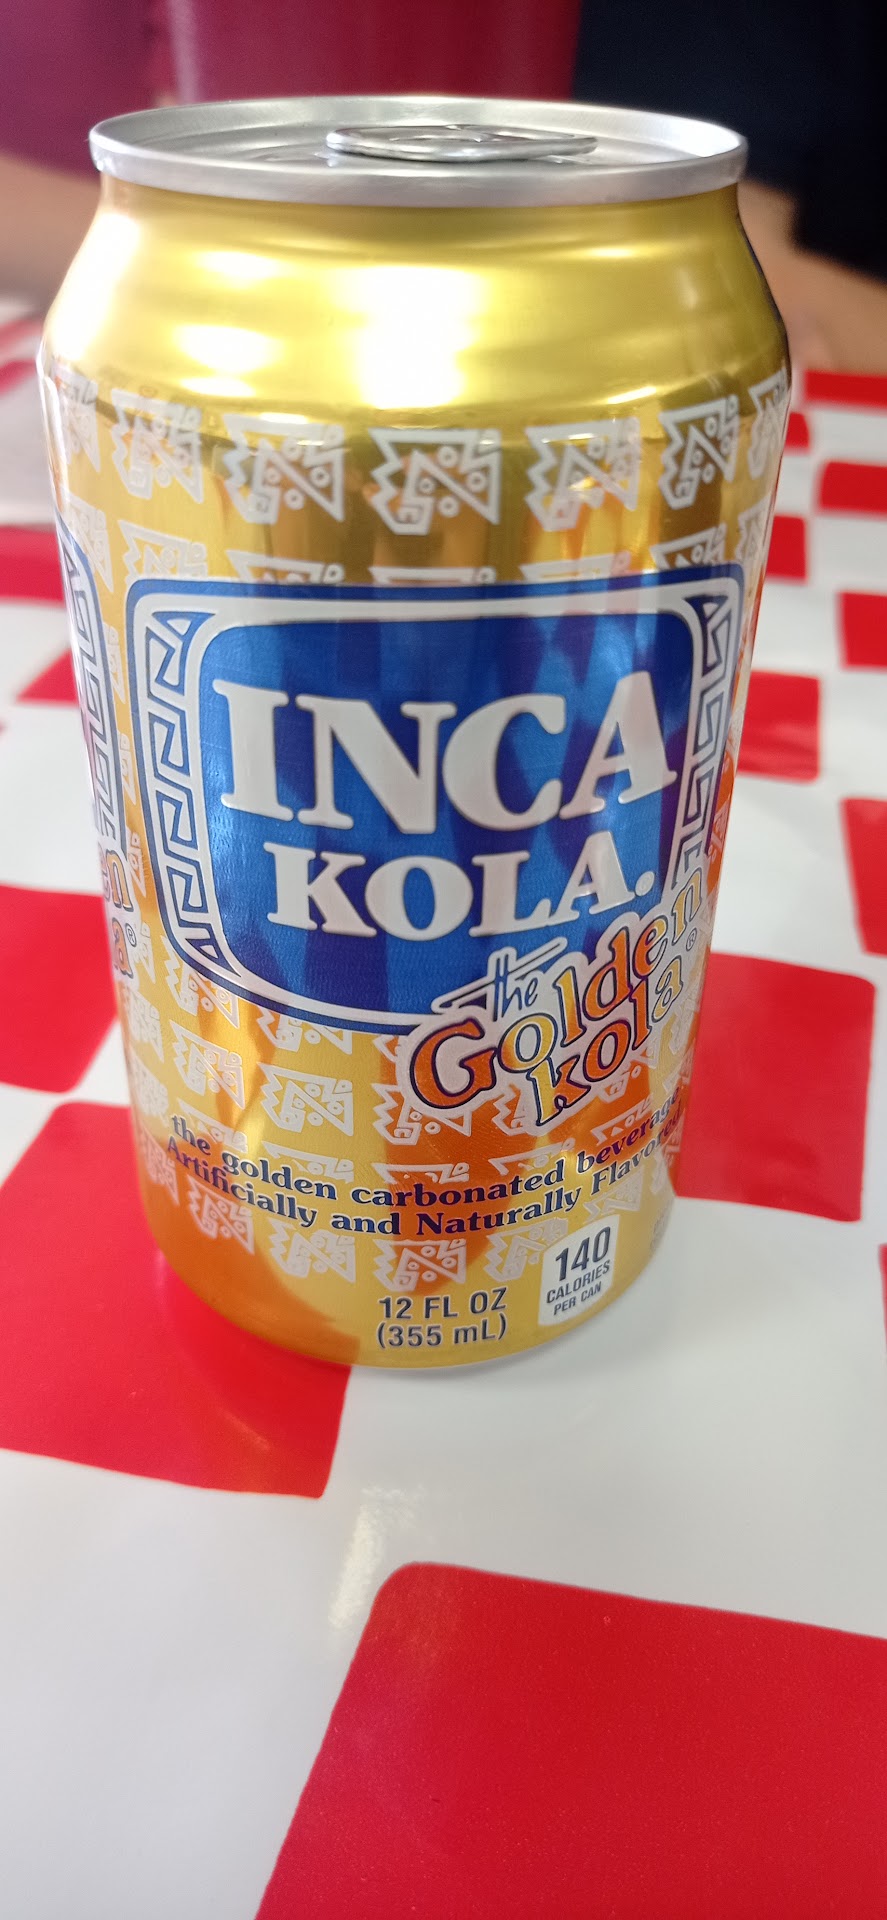 INCA
KOLA.
the
Golden
kola®
the golden carbonated beverage
Artificially and Naturally Flavored
140
CALORIES
PER CAN
12 FL OZ
(355 mL)